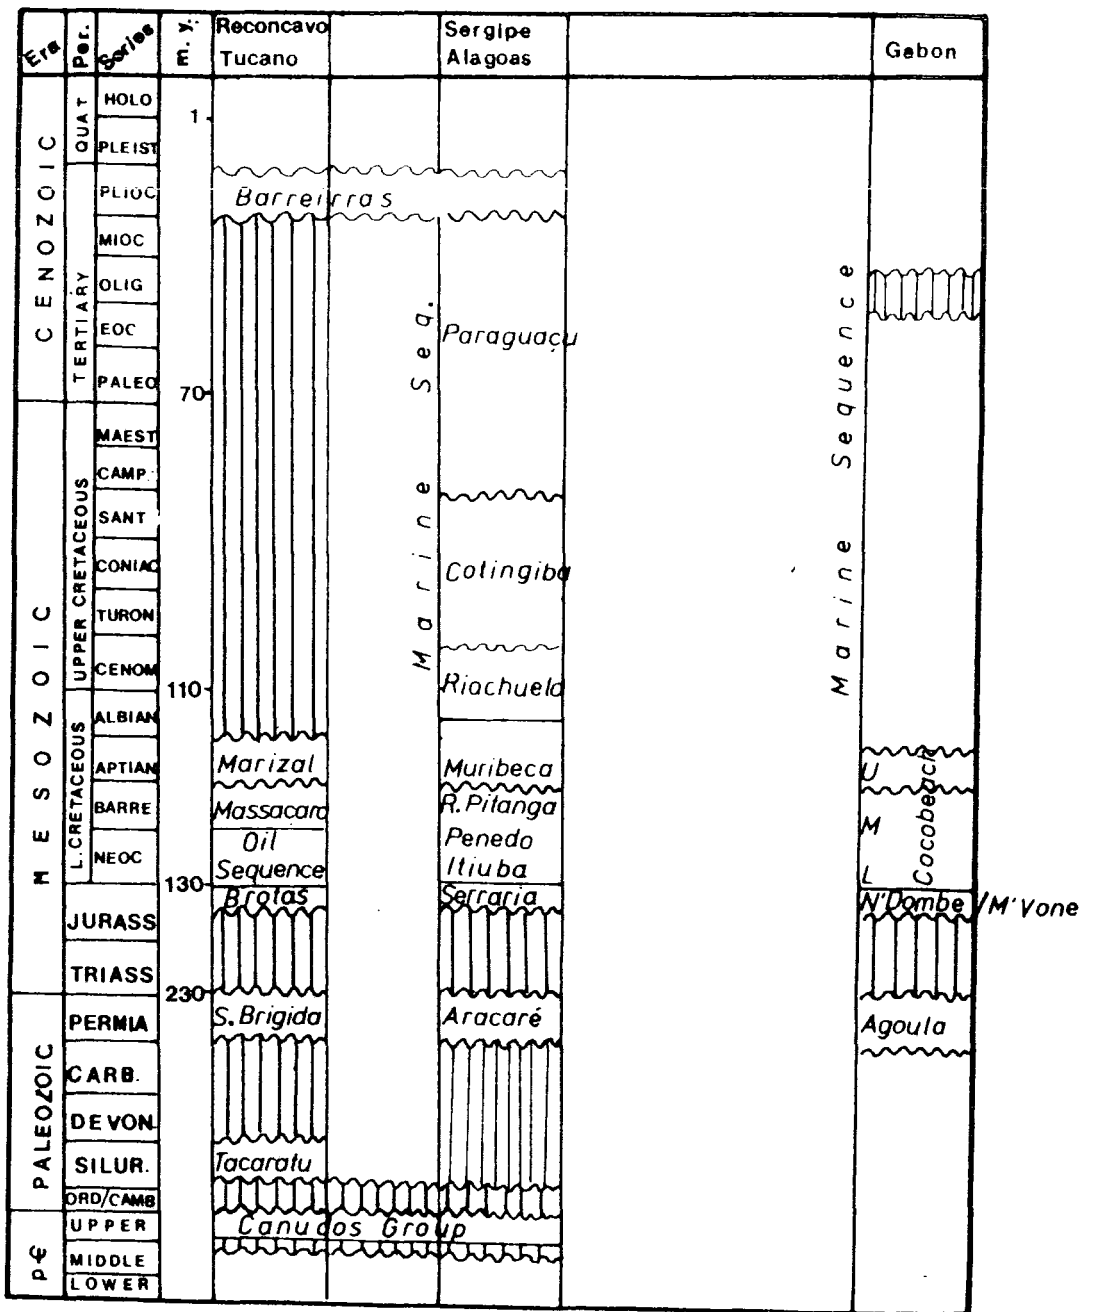 Era Per. Series m. y. Reconcavo Tucano Sergipe Alagoas Gabon
CENOZOIC
QUAT
HOLO
1
PLEIST
TERTIARY
PLIOC
Barreirras
MIOC
OLIG
EOC
PALEO
70
Marine Seq.
Paraguaçu
Marine Sequence
MESOZOIC
UPPER CRETACEOUS
MAEST
CAMP.
SANT
CONIAC
Cotingiba
TURON
CENOM
110
Riachuelo
L.CRETACEOUS
ALBIAN
APTIAN
Marizal
Muribeca
U
Cocobeach
BARRE
Massacara
R.Pitanga
M
NEOC
Oil
Sequence
Penedo
Itiuba
L
130
Brotas
Serraria
N'Dombe /M'Vone
JURASS
TRIASS
230
PALEOZOIC
PERMIA
S.Brigida
Aracaré
Agoula
CARB.
DEVON
SILUR.
Tacaratu
ORD/CAMB
p-Є
UPPER
Canudos Group
MIDDLE
LOWER